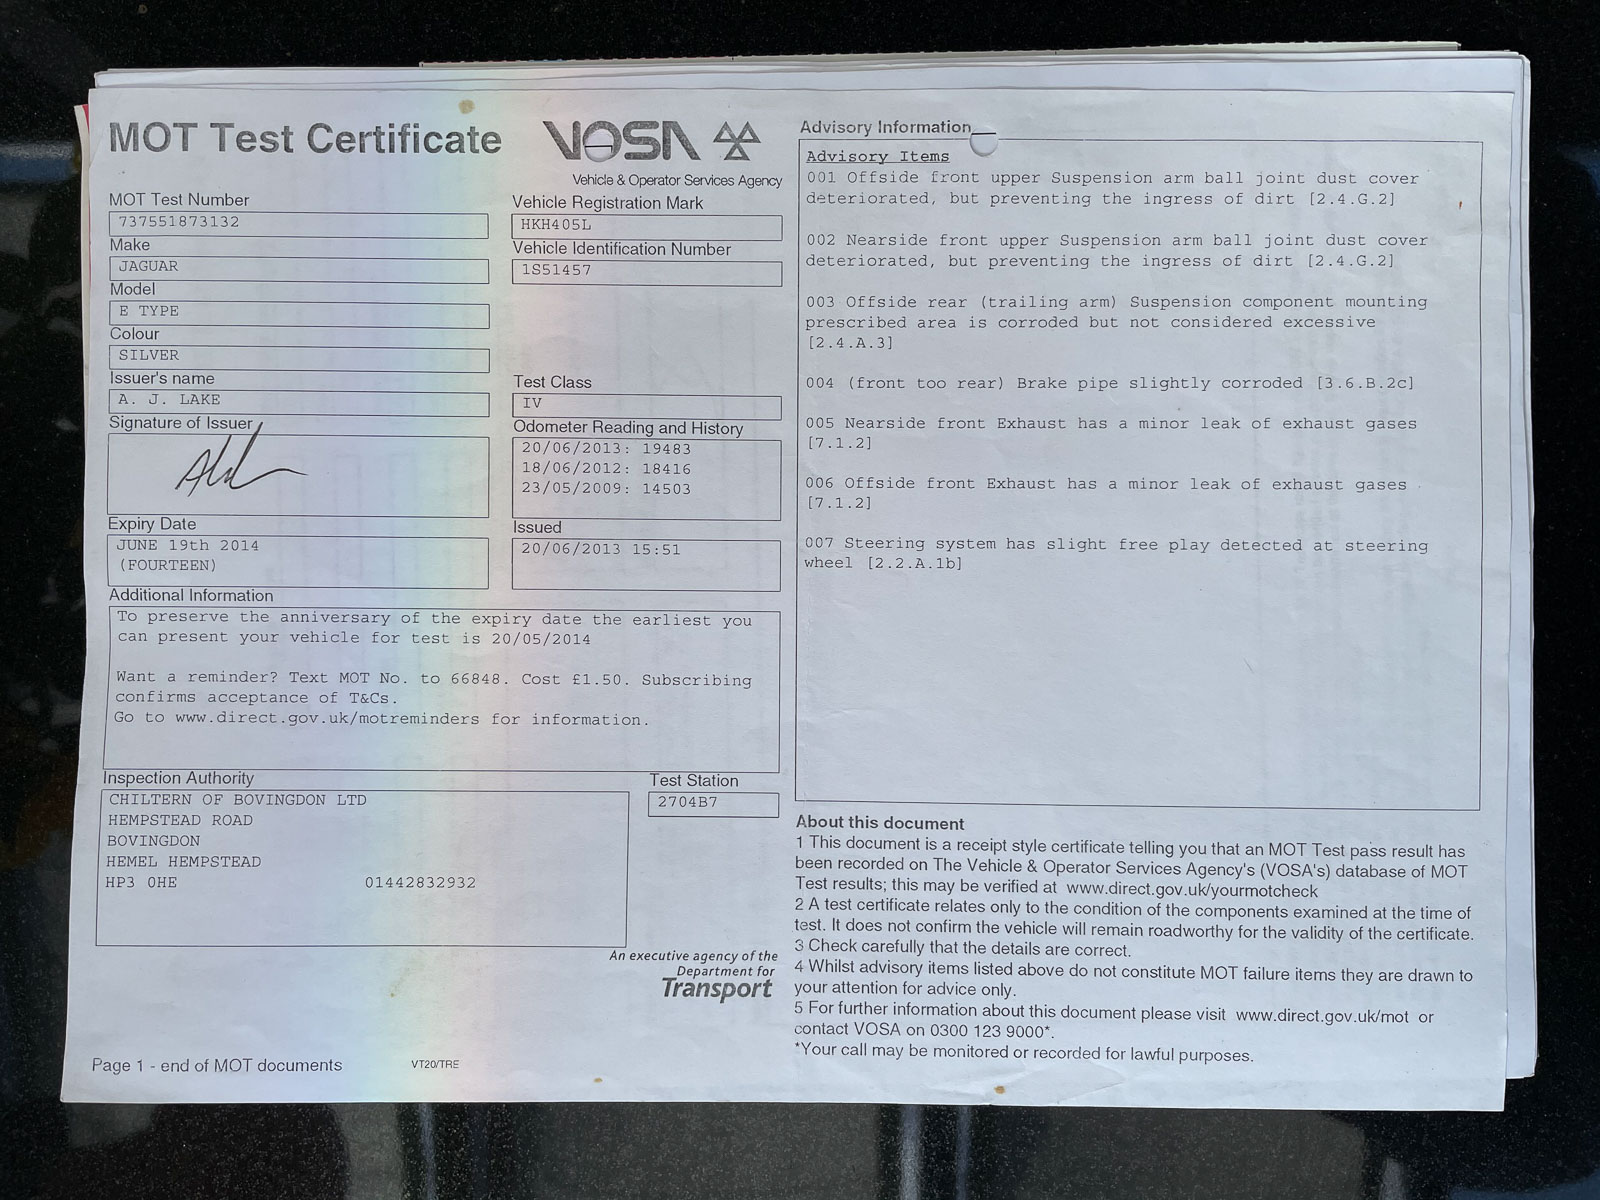 MOT Test Certificate
VOSA
Vehicle & Operator Services Agency
MOT Test Number
737551873132
Vehicle Registration Mark
HKH405L
Make
JAGUAR
Vehicle Identification Number
1S51457
Model
E TYPE
Colour
SILVER
Issuer's name
A. J. LAKE
Test Class
IV
Signature of Issuer
Odometer Reading and History
20/06/2013: 19483
18/06/2012: 18416
23/05/2009: 14503
Expiry Date
JUNE 19th 2014
(FOURTEEN)
Issued
20/06/2013 15:51
Additional Information
To preserve the anniversary of the expiry date the earliest you
can present your vehicle for test is 20/05/2014
Want a reminder? Text MOT No. to 66848. Cost £1.50. Subscribing
confirms acceptance of T&Cs.
Go to www.direct.gov.uk/motreminders for information.
Inspection Authority
CHILTERN OF BOVINGDON LTD
HEMPSTEAD ROAD
BOVINGDON
HEMEL HEMPSTEAD
HP3 0HE 01442832932
Test Station
2704B7
An executive agency of the
Department for
Transport
Page 1 - end of MOT documents
VT20/TRE
Advisory Information
Advisory Items
001 Offside front upper Suspension arm ball joint dust cover
deteriorated, but preventing the ingress of dirt [2.4.G.2]
002 Nearside front upper Suspension arm ball joint dust cover
deteriorated, but preventing the ingress of dirt [2.4.G.2]
003 Offside rear (trailing arm) Suspension component mounting
prescribed area is corroded but not considered excessive
[2.4.A.3]
004 (front too rear) Brake pipe slightly corroded [3.6.B.2c]
005 Nearside front Exhaust has a minor leak of exhaust gases
[7.1.2]
006 Offside front Exhaust has a minor leak of exhaust gases
[7.1.2]
007 Steering system has slight free play detected at steering
wheel [2.2.A.1b]
About this document
1 This document is a receipt style certificate telling you that an MOT Test pass result has
been recorded on The Vehicle & Operator Services Agency's (VOSA's) database of MOT
Test results; this may be verified at www.direct.gov.uk/yourmotcheck
2 A test certificate relates only to the condition of the components examined at the time of
test. It does not confirm the vehicle will remain roadworthy for the validity of the certificate.
3 Check carefully that the details are correct.
4 Whilst advisory items listed above do not constitute MOT failure items they are drawn to
your attention for advice only.
5 For further information about this document please visit www.direct.gov.uk/mot or
contact VOSA on 0300 123 9000*.
*Your call may be monitored or recorded for lawful purposes.